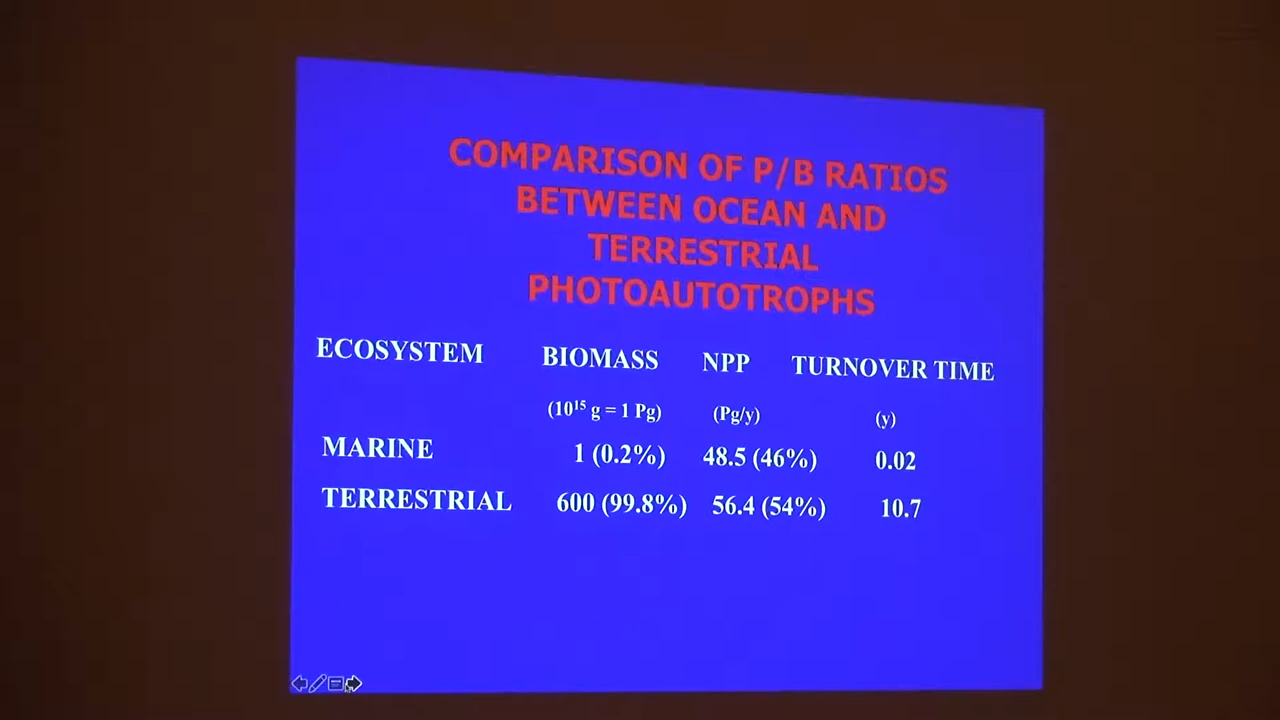 COMPARISON OF P/B RATIOS
BETWEEN OCEAN AND
TERRESTRIAL
PHOTOAUTOTROPHS
ECOSYSTEM BIOMASS NPP TURNOVER TIME
(10¹⁵ g = 1 Pg) (Pg/y) (y)
MARINE 1 (0.2%) 48.5 (46%) 0.02
TERRESTRIAL 600 (99.8%) 56.4 (54%) 10.7